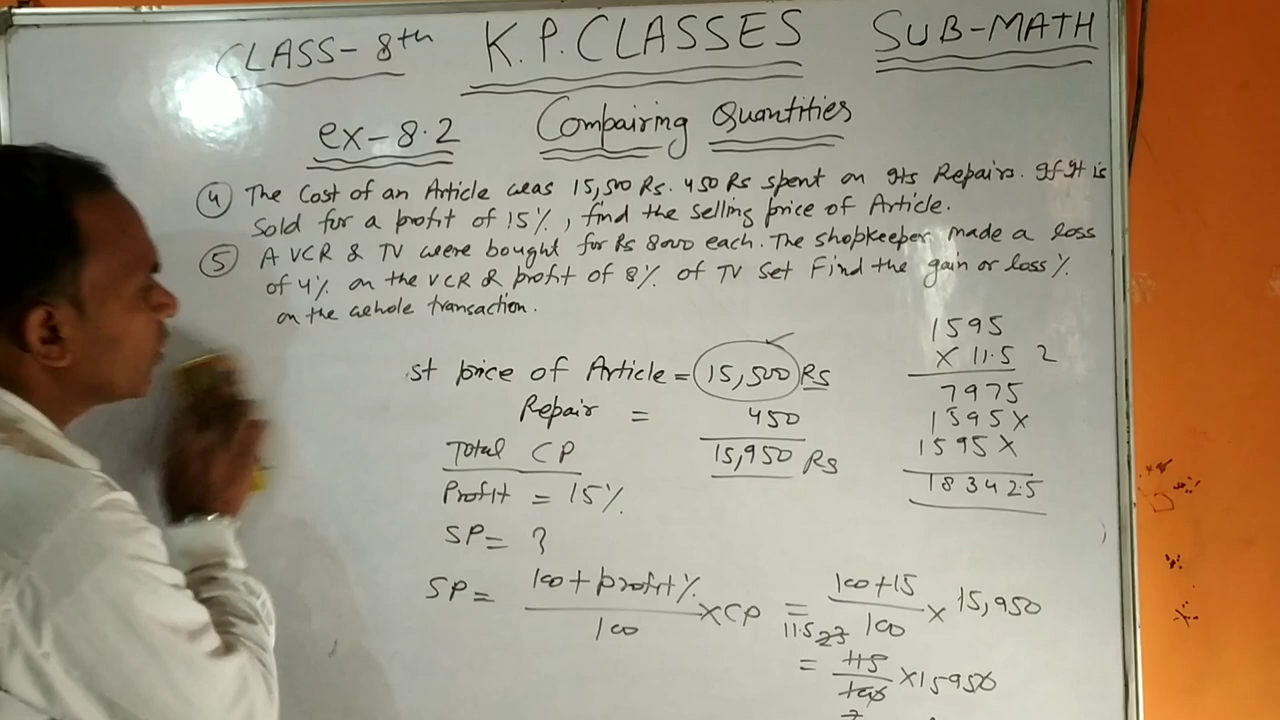 CLASS-8th K.P.CLASSES SUB-MATH
ex-8.2 Compairing Quantities
④ The Cost of an Article was 15,500 Rs. 450 Rs spent on Its Repairs. If It is
Sold for a profit of 15%, find the selling price of Article.
⑤ A VCR & TV were bought for Rs 8000 each. The shopkeeper made a loss
of 4% on the VCR & profit of 8% of TV Set Find the gain or loss %
on the whole transaction.
st price of Article = 15,500 Rs
Repair = 450
Total CP 15,950 Rs
Profit = 15%
SP = ?
SP = 100 + profit% / 100 × CP = 100+15 / 100 × 15,950
11.5 23
= 115 / 100 × 15950
2
1595
× 11.5 2
7975
1595×
1595×
183425